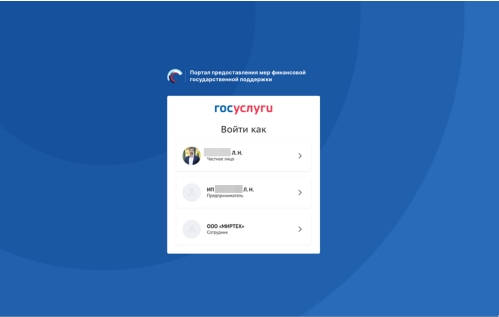 Портал предоставления мер финансовой
государственной поддержки
госуслуги
Войти как
Л. Н.
Частное лицо
ИП Л. Н.
Предприниматель
ООО «МИРТЕХ»
Сотрудник